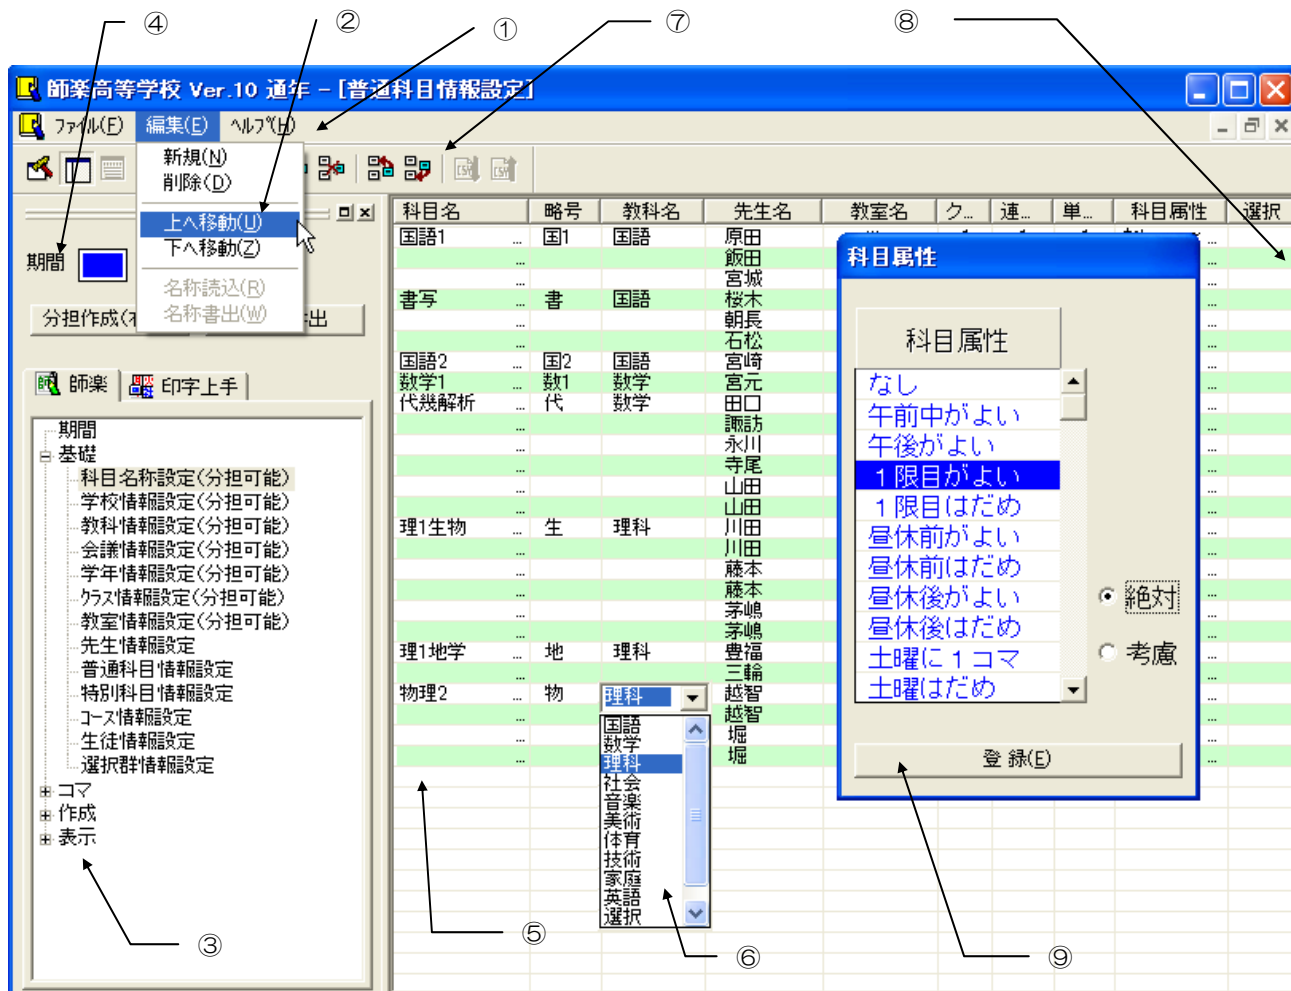 ④ ② ① ⑦ ⑧
師楽高等学校 Ver.10 通年 - [普通科目情報設定]
ファイル(F) 編集(E) ヘルプ(H)
新規(N)
削除(D)
上へ移動(U)
下へ移動(Z)
名称読込(R)
名称書出(W)
期間
分担作成(
出
師楽 印字上手
期間
基礎
科目名称設定(分担可能)
学校情報設定(分担可能)
教科情報設定(分担可能)
会議情報設定(分担可能)
学年情報設定(分担可能)
クラス情報設定(分担可能)
教室情報設定(分担可能)
先生情報設定
普通科目情報設定
特別科目情報設定
コース情報設定
生徒情報設定
選択群情報設定
コマ
作成
表示
③
科目名 略号 教科名 先生名 教室名 ク... 連... 単... 科目属性 選択
国語1 ... 国1 国語 原田
... 飯田
... 宮城
書写 ... 書 国語 桜木
... 朝長
... 石松
国語2 ... 国2 国語 宮崎
数学1 ... 数1 数学 宮元
代幾解析 ... 代 数学 田口
... 諏訪
... 永川
... 寺尾
... 山田
... 山田
理1生物 ... 生 理科 川田
... 川田
... 藤本
... 藤本
... 茅嶋
... 茅嶋
理1地学 ... 地 理科 豊福
... 三輪
物理2 ... 物 理科 越智
... 越智
... 堀
... 堀
国語
数学
理科
社会
音楽
美術
体育
技術
家庭
英語
選択
⑤ ⑥
科目属性
科目属性
なし
午前中がよい
午後がよい
１限目がよい
１限目はだめ
昼休前がよい
昼休前はだめ
昼休後がよい
昼休後はだめ
土曜に１コマ
土曜はだめ
絶対
考慮
登 録(E)
⑨